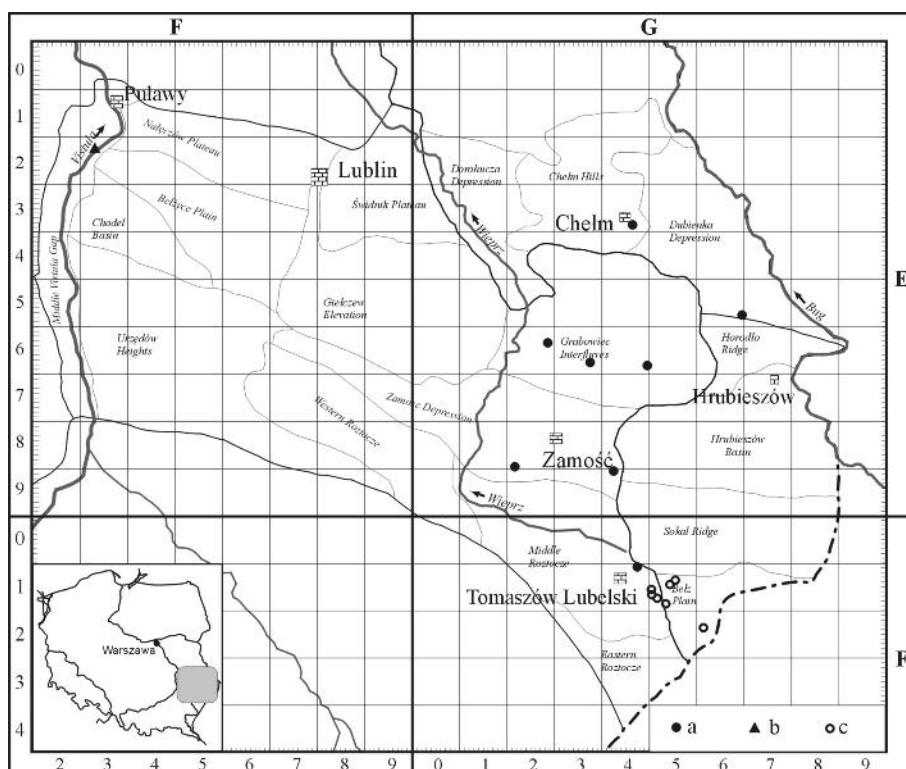 F G
0
1
2
3
4
5
6
7
8
9
0
1
2
3
4
E
F
Puławy
Vistula
Nałęczów Plateau
Lublin
Bełżyce Plain
Świdnik Plateau
Chodel
Basin
Middle Vistula Gap
Giełczew
Elevation
Urzędów
Heights
Western Roztocze
Zamość Depression
Dorohucza
Depression
Chełm Hills
Wieprz
Chełm
Dubienka
Depression
Bug
Grabowiec
Interfluves
Horodło
Ridge
Hrubieszów
Hrubieszów
Basin
Zamość
Wieprz
Sokal Ridge
Middle
Roztocze
Tomaszów Lubelski
Bełz
Plain
Eastern
Roztocze
Warszawa
a b c
2 3 4 5 6 7 8 9 0 1 2 3 4 5 6 7 8 9